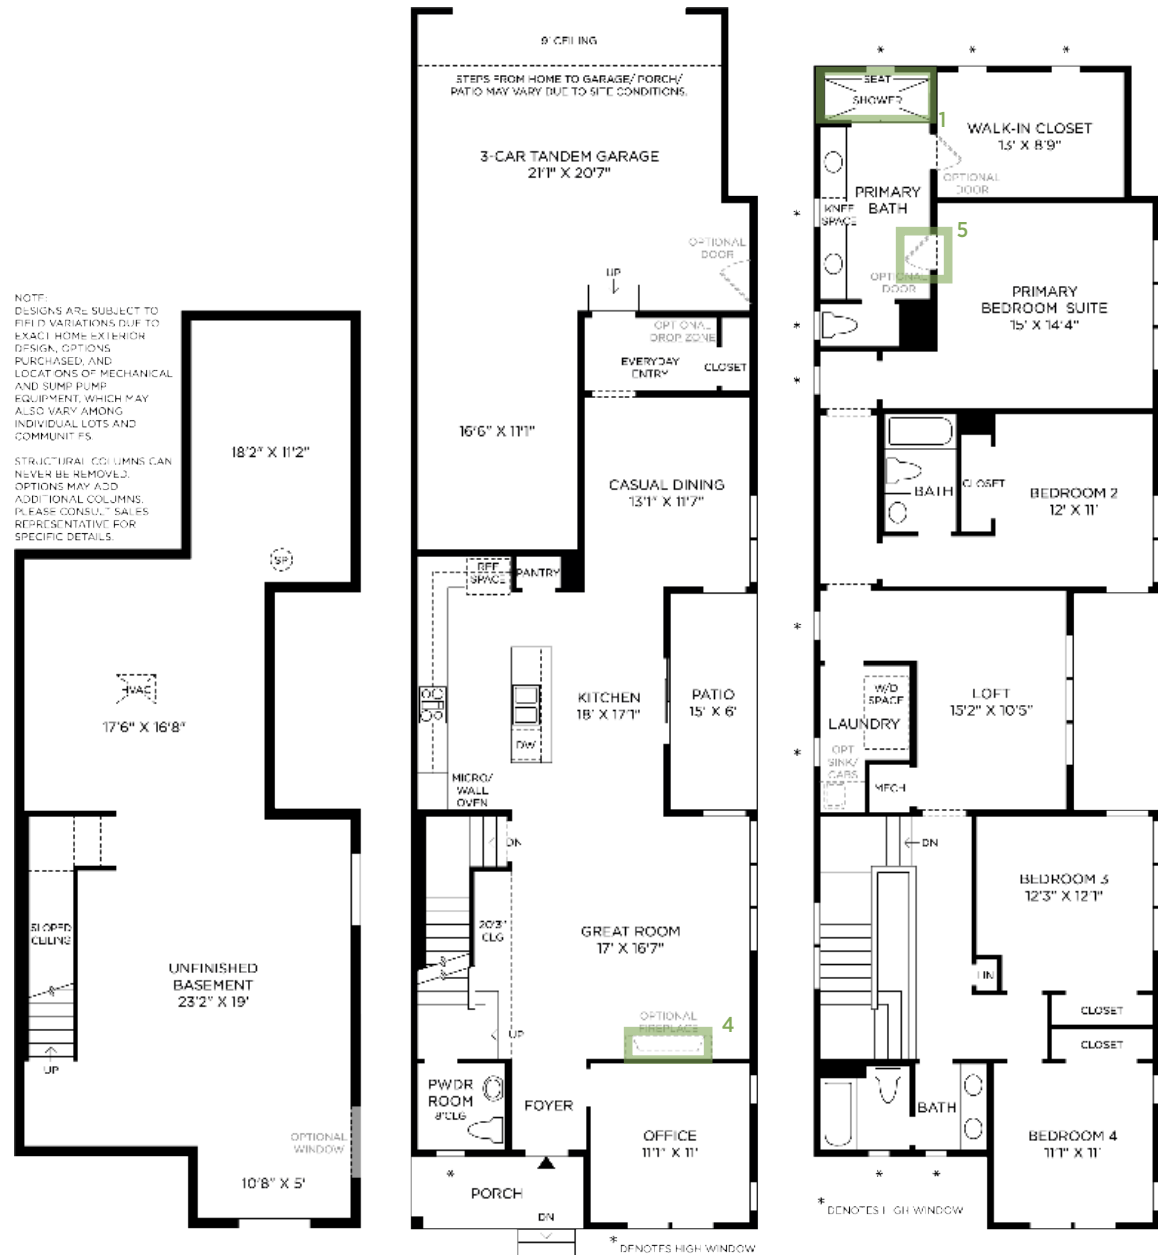 NOTE:
DESIGNS ARE SUBJECT TO
FIELD VARIATIONS DUE TO
EXACT HOME EXTERIOR
DESIGN, OPTIONS
PURCHASED, AND
LOCATIONS OF MECHANICAL
AND SUMP PUMP
EQUIPMENT, WHICH MAY
ALSO VARY AMONG
INDIVIDUAL LOTS AND
COMMUNITIES.
STRUCTURAL COLUMNS CAN
NEVER BE REMOVED.
OPTIONS MAY ADD
ADDITIONAL COLUMNS.
PLEASE CONSULT SALES
REPRESENTATIVE FOR
SPECIFIC DETAILS.
18'2" X 11'2"
SP
HVAC
17'6" X 16'8"
SLOPED
CEILING
UNFINISHED
BASEMENT
23'2" X 19'
UP
OPTIONAL
WINDOW
10'8" X 5'
9' CEILING
STEPS FROM HOME TO GARAGE/ PORCH/
PATIO MAY VARY DUE TO SITE CONDITIONS.
3-CAR TANDEM GARAGE
21'1" X 20'7"
OPTIONAL
DOOR
UP
OPTIONAL
DROP ZONE
EVERYDAY
ENTRY
CLOSET
16'6" X 11'1"
CASUAL DINING
13'1" X 11'7"
REF
SPACE
PANTRY
KITCHEN
18' X 17'1"
PATIO
15' X 6'
DW
MICRO/
WALL
OVEN
DN
20'3"
CLG
GREAT ROOM
17' X 16'7"
OPTIONAL
FIREPLACE
4
UP
PWDR
ROOM
8'CLG
FOYER
OFFICE
11'1" X 11'
*
PORCH
DN
* DENOTES HIGH WINDOW
* * *
SEAT
SHOWER
1
WALK-IN CLOSET
13' X 8'9"
OPTIONAL
DOOR
PRIMARY
BATH
*
KNEE
SPACE
5
OPTIONAL
DOOR
PRIMARY
BEDROOM SUITE
15' X 14'4"
*
*
BATH
CLOSET
BEDROOM 2
12' X 11'
*
W/D
SPACE
LOFT
15'2" X 10'5"
LAUNDRY
*
OPT
SINK/
CABS
MECH
DN
BEDROOM 3
12'3" X 12'1"
LIN
CLOSET
CLOSET
BATH
BEDROOM 4
11'1" X 11'
* *
* DENOTES HIGH WINDOW